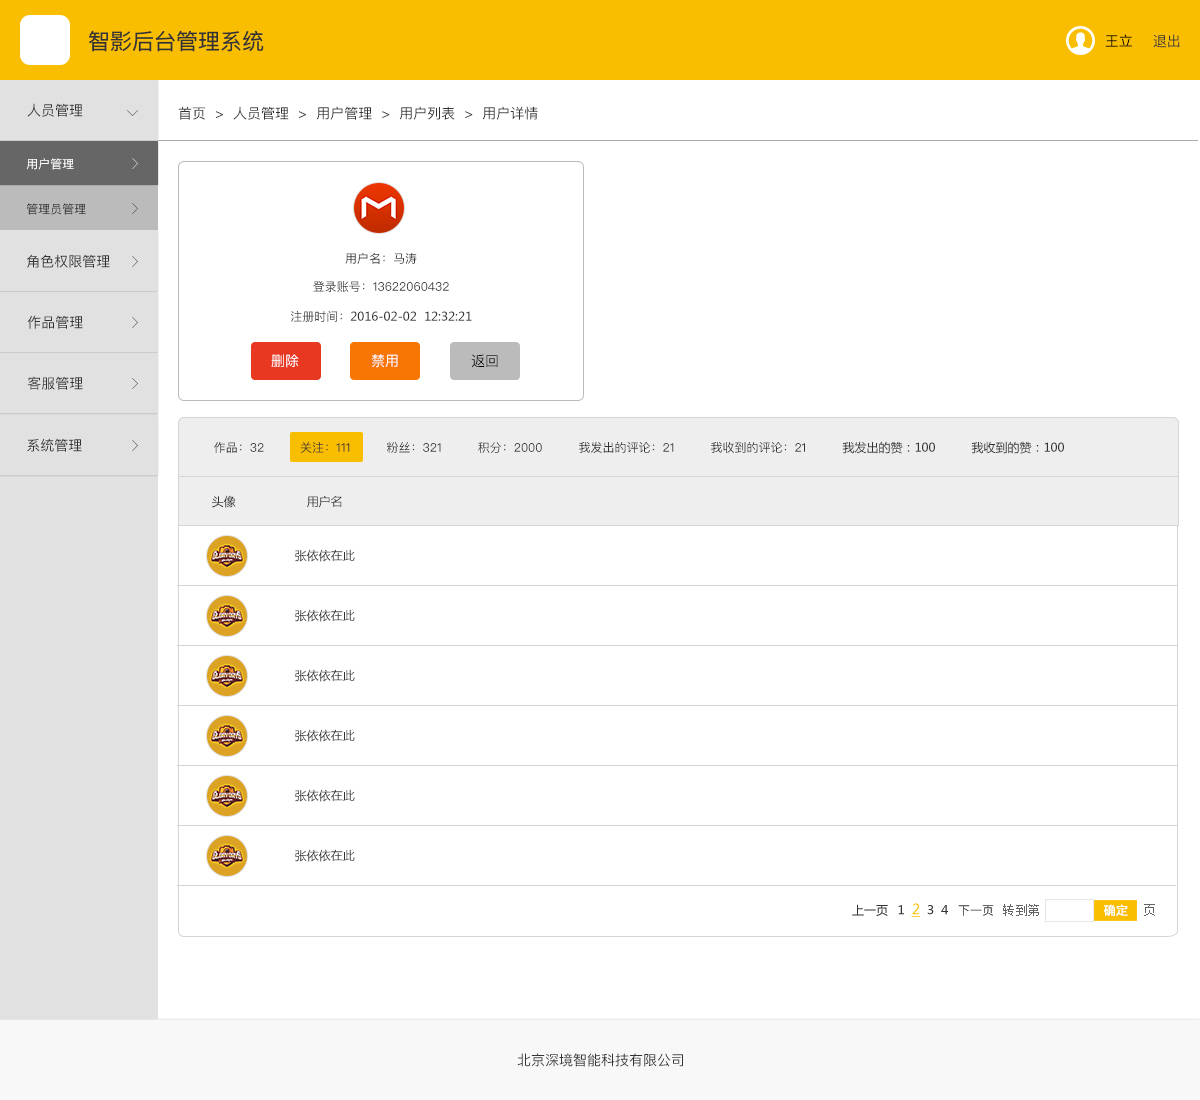 智影后台管理系统
王立 退出
人员管理
用户管理
管理员管理
角色权限管理
作品管理
客服管理
系统管理
首页 > 人员管理 > 用户管理 > 用户列表 > 用户详情
用户名：马涛
登录账号：13622060432
注册时间：2016-02-02 12:32:21
删除 禁用 返回
作品：32 关注：111 粉丝：321 积分：2000 我发出的评论：21 我收到的评论：21 我发出的赞：100 我收到的赞：100
头像 用户名
张依依在此
张依依在此
张依依在此
张依依在此
张依依在此
张依依在此
上一页 1 2 3 4 下一页 转到第 确定 页
北京深境智能科技有限公司